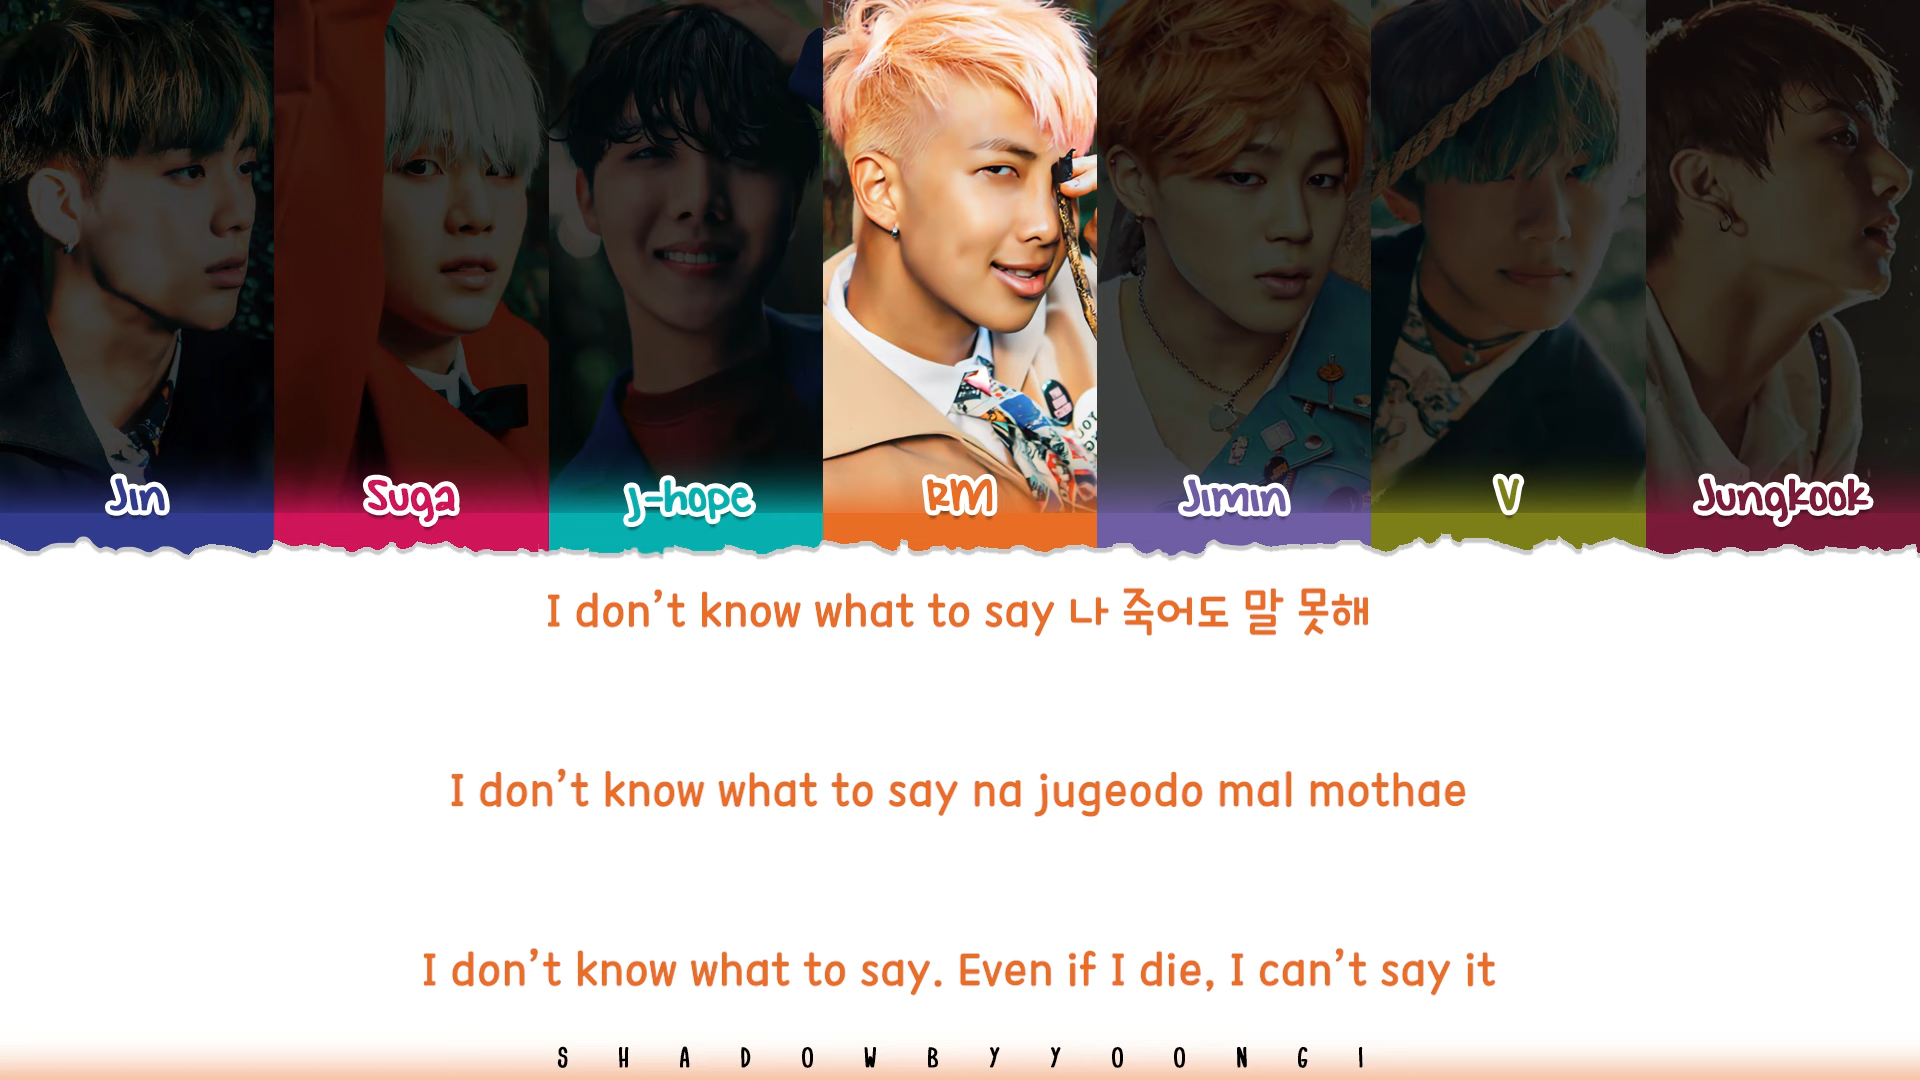 Jin Suga J-hope RM Jimin V Jungkook
I don't know what to say 나 죽어도 말 못해
I don't know what to say na jugeodo mal mothae
I don't know what to say. Even if I die, I can't say it
SHADOWBYYOONGI